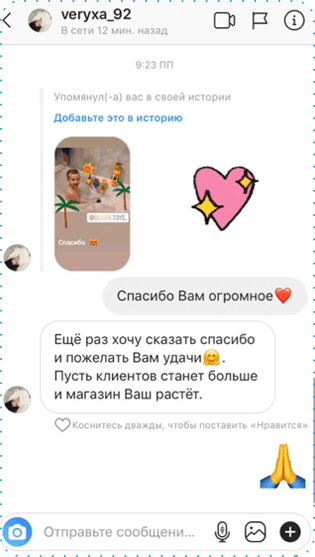 veryxa_92
В сети 12 мин. назад
9:23 ПП
Упомянул(-а) вас в своей истории
Добавьте это в историю
Спасибо
Спасибо Вам огромное❤️
Ещё раз хочу сказать спасибо
и пожелать Вам удачи🤗.
Пусть клиентов станет больше
и магазин Ваш растёт.
Коснитесь дважды, чтобы поставить «Нравится»
Отправьте сообщени...